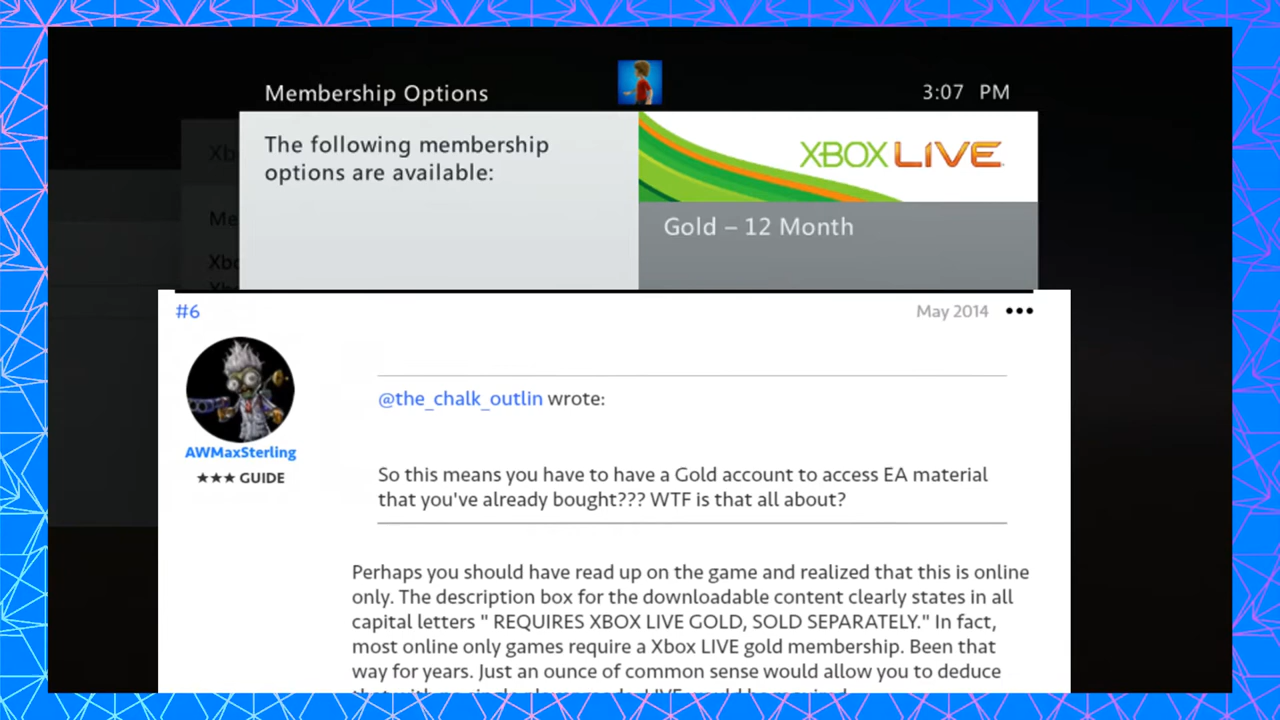 Membership Options
3:07 PM
The following membership
options are available:
XBOX LIVE
Gold – 12 Month
Xb
Me
Xbo
#6
May 2014
AWMaxSterling
★★★ GUIDE
@the_chalk_outlin wrote:
So this means you have to have a Gold account to access EA material
that you've already bought??? WTF is that all about?
Perhaps you should have read up on the game and realized that this is online
only. The description box for the downloadable content clearly states in all
capital letters " REQUIRES XBOX LIVE GOLD, SOLD SEPARATELY." In fact,
most online only games require a Xbox LIVE gold membership. Been that
way for years. Just an ounce of common sense would allow you to deduce